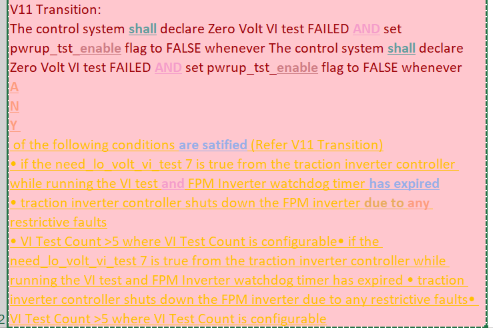 V11 Transition:
The control system shall declare Zero Volt VI test FAILED AND set
pwrup_tst_enable flag to FALSE whenever The control system shall declare
Zero Volt VI test FAILED AND set pwrup_tst_enable flag to FALSE whenever
A
N
Y
of the following conditions are satified (Refer V11 Transition)
• if the need_lo_volt_vi_test 7 is true from the traction inverter controller
while running the VI test and FPM Inverter watchdog timer has expired
• traction inverter controller shuts down the FPM inverter due to any
restrictive faults
• VI Test Count >5 where VI Test Count is configurable• if the
need_lo_volt_vi_test 7 is true from the traction inverter controller while
running the VI test and FPM Inverter watchdog timer has expired • traction
inverter controller shuts down the FPM inverter due to any restrictive faults•
2 VI Test Count >5 where VI Test Count is configurable